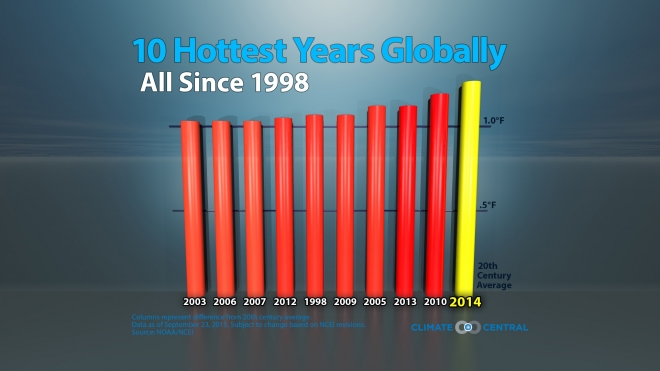 10 Hottest Years Globally
All Since 1998
1.0°F
.5°F
20th
Century
Average
2003 2006 2007 2012 1998 2009 2005 2013 2010 2014
Columns represent difference from 20th century average.
Data as of September 23, 2015. Subject to change based on NCEI revisions.
Source: NOAA/NCEI
CLIMATE CENTRAL